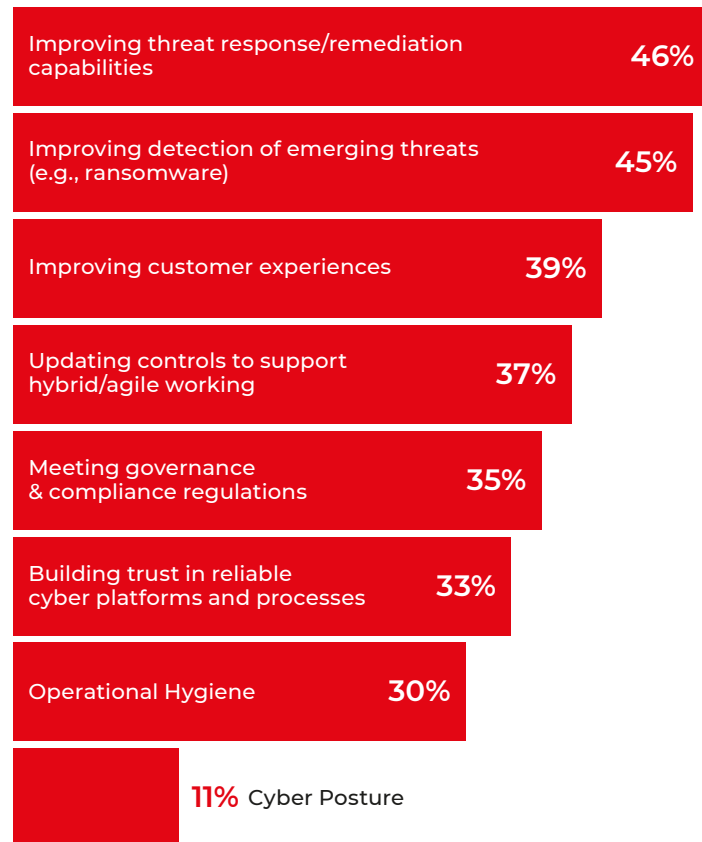 Improving threat response/remediation
capabilities
46%
Improving detection of emerging threats
(e.g., ransomware)
45%
Improving customer experiences
39%
Updating controls to support
hybrid/agile working
37%
Meeting governance
& compliance regulations
35%
Building trust in reliable
cyber platforms and processes
33%
Operational Hygiene
30%
11% Cyber Posture